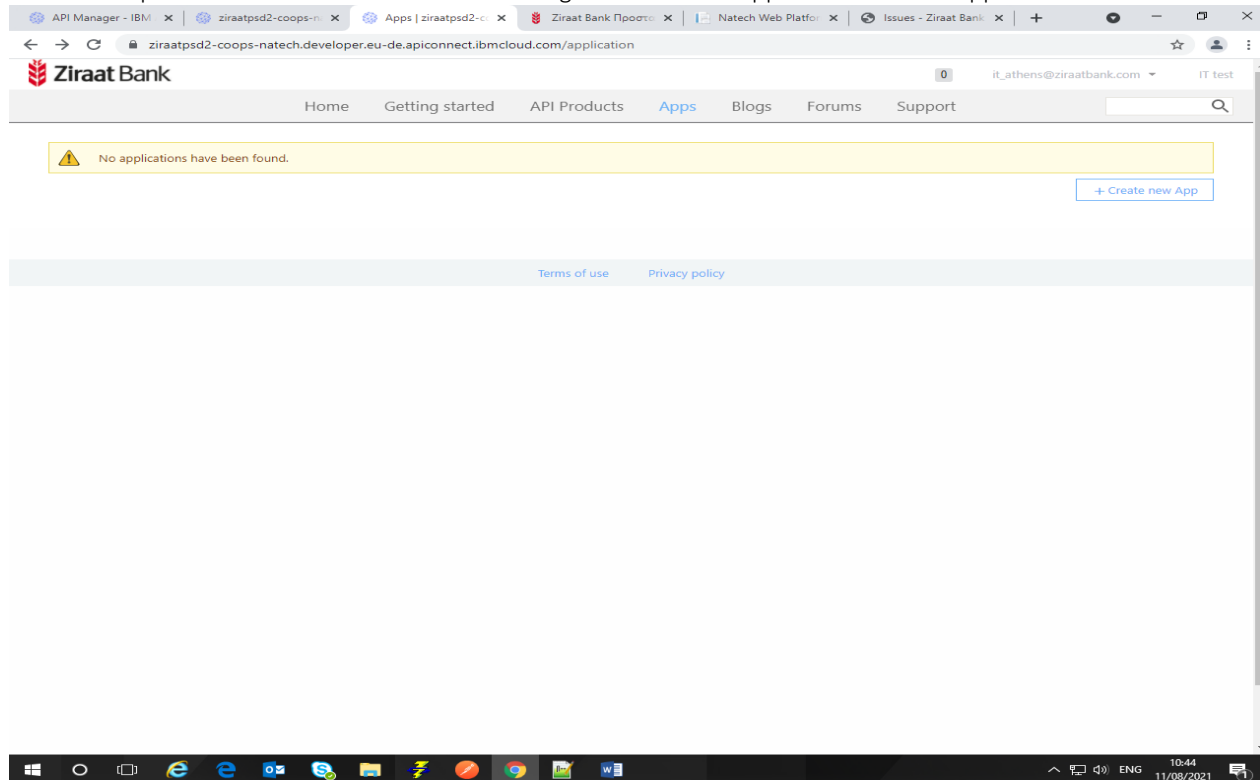 API Manager - IBM
ziraatpsd2-coops-n
Apps | ziraatpsd2-c
Ziraat Bank Προστο
Natech Web Platfor
Issues - Ziraat Bank
ziraatpsd2-coops-natech.developer.eu-de.apiconnect.ibmcloud.com/application
Ziraat Bank
0
it_athens@ziraatbank.com
IT test
Home Getting started API Products Apps Blogs Forums Support
No applications have been found.
+ Create new App
Terms of use Privacy policy
ENG
10:44
11/08/2021